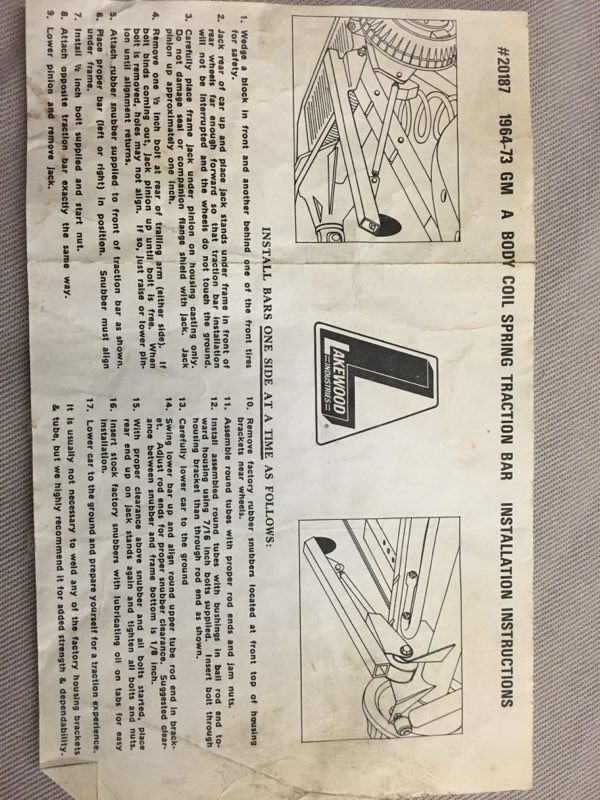 #20187 1964-73 GM A BODY COIL SPRING TRACTION BAR INSTALLATION INSTRUCTIONS
LAKEWOOD
INDUSTRIES
®
INSTALL BARS ONE SIDE AT A TIME AS FOLLOWS:
1. Wedge a block in front and another behind one of the front tires
for safety.
2. Jack rear of car up and place jack stands under frame in front of
rear wheels far enough forward so that traction bar installation
will not be interrupted and the wheels do not touch the ground.
3. Carefully place frame jack under pinion on housing casting only.
Do not damage seal or companion flange shield with jack. Jack
pinion up approximately one inch.
4. Remove one ½ inch bolt at rear of trailing arm (either side). If
bolt binds coming out, jack pinion up until bolt is free. When
bolt is removed, holes may not align. If so, just raise or lower pin-
ion until alignment returns.
5. Attach rubber snubber supplied to front of traction bar as shown.
6. Place proper bar (left or right) in position. Snubber must align
under frame.
7. Install ½ inch bolt supplied and start nut.
8. Attach opposite traction bar exactly the same way.
9. Lower pinion and remove jack.
10. Remove factory rubber snubbers located at front top of housing
brackets near wheels.
11. Assemble round tubes with proper rod ends and jam nuts.
12. Install assembled round tubes with bushings in ball rod end to-
ward housing using 7/16 inch bolts supplied. Insert bolt through
housing bracket than through rod end as shown.
13. Carefully lower car to the ground
14. Swing lower bar up and align round upper tube rod end in brack-
et. Adjust rod ends for proper snubber clearance. Suggested clear-
ance between snubber and frame bottom is 1/8 inch.
15. With proper clearance above snubber and all bolts started, place
rear end up on jack stands again and tighten all bolts and nuts.
16. Insert stock factory snubbers with lubricating oil on tabs for easy
installation.
17. Lower car to the ground and prepare yourself for a traction experience.
It is usually not necessary to weld any of the factory housing brackets
& tube, but we highly recommend it for added strength & dependability.